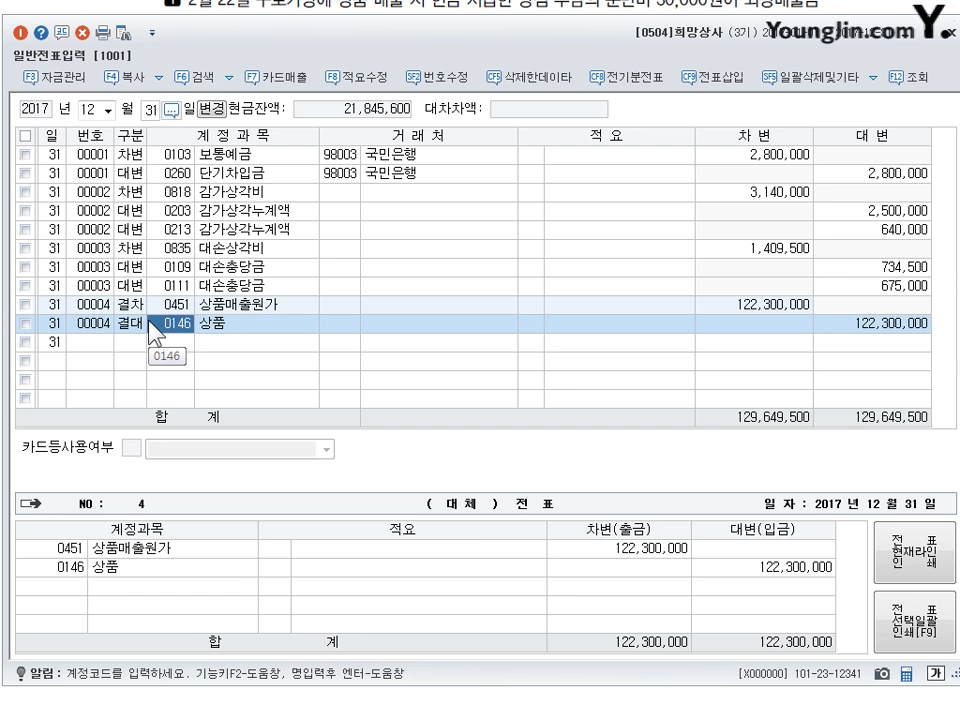 [0504]희망상사 (3기)
Younglin.com Y.
일반전표입력 [1001]
F3 자금관리 F4 복사 F6 검색 F7 카드매출 F8 적요수정 SF2 번호수정 CF5 삭제한데이타 CF8 전기분전표 CF9 전표삽입 SF5 일괄삭제및기타 F12 조회
2017 년 12 월 31 일 변경 현금잔액: 21,845,600 대차차액:
일 번호 구분 계 정 과 목 거 래 처 적 요 차 변 대 변
31 00001 차변 0103 보통예금 98003 국민은행 2,800,000
31 00001 대변 0260 단기차입금 98003 국민은행 2,800,000
31 00002 차변 0818 감가상각비 3,140,000
31 00002 대변 0203 감가상각누계액 2,500,000
31 00002 대변 0213 감가상각누계액 640,000
31 00003 차변 0835 대손상각비 1,409,500
31 00003 대변 0109 대손충당금 734,500
31 00003 대변 0111 대손충당금 675,000
31 00004 결차 0451 상품매출원가 122,300,000
31 00004 결대 0146 상품 122,300,000
31
0146
합 계 129,649,500 129,649,500
카드등사용여부
NO : 4 ( 대 체 ) 전 표 일 자 : 2017 년 12 월 31 일
계정과목 적요 차변(출금) 대변(입금)
0451 상품매출원가 122,300,000
0146 상품 122,300,000
합 계 122,300,000 122,300,000
전 표
현재라인
인 쇄
전 표
선택일괄
인쇄[F9]
알림 : 계정코드를 입력하세요. 기능키F2-도움창, 명입력후 엔터-도움창 [X000000] 101-23-12341 가